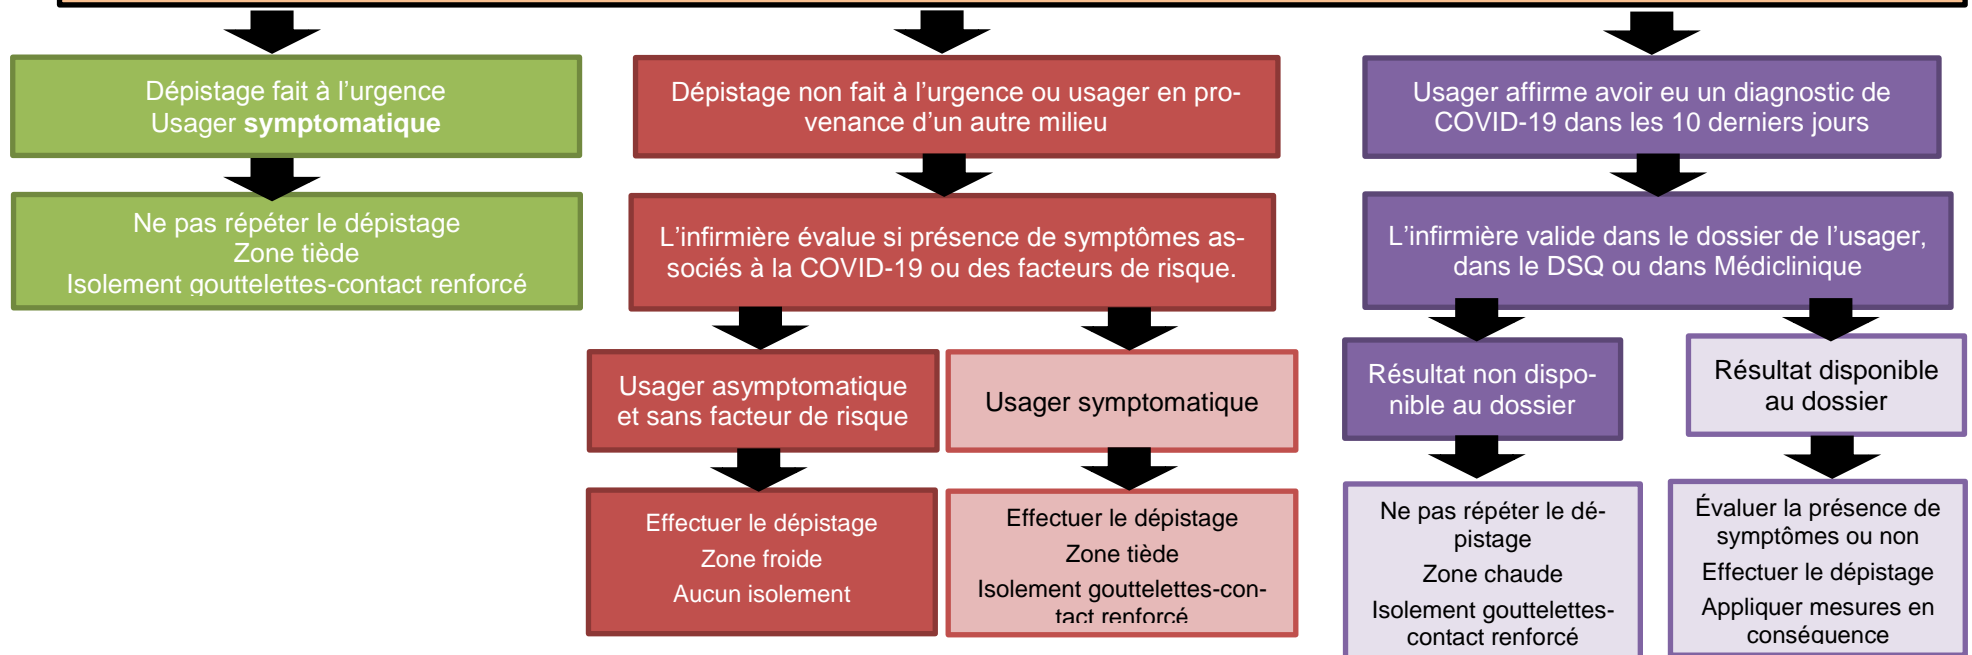 Dépistage fait à l’urgence
Usager symptomatique
Ne pas répéter le dépistage
Zone tiède
Isolement gouttelettes-contact renforcé
Dépistage non fait à l’urgence ou usager en pro-
venance d’un autre milieu
L’infirmière évalue si présence de symptômes as-
sociés à la COVID-19 ou des facteurs de risque.
Usager asymptomatique
et sans facteur de risque
Effectuer le dépistage
Zone froide
Aucun isolement
Usager symptomatique
Effectuer le dépistage
Zone tiède
Isolement gouttelettes-con-
tact renforcé
Usager affirme avoir eu un diagnostic de
COVID-19 dans les 10 derniers jours
L’infirmière valide dans le dossier de l’usager,
dans le DSQ ou dans Médiclinique
Résultat non dispo-
nible au dossier
Ne pas répéter le dé-
pistage
Zone chaude
Isolement gouttelettes-
contact renforcé
Résultat disponible
au dossier
Évaluer la présence de
symptômes ou non
Effectuer le dépistage
Appliquer mesures en
conséquence